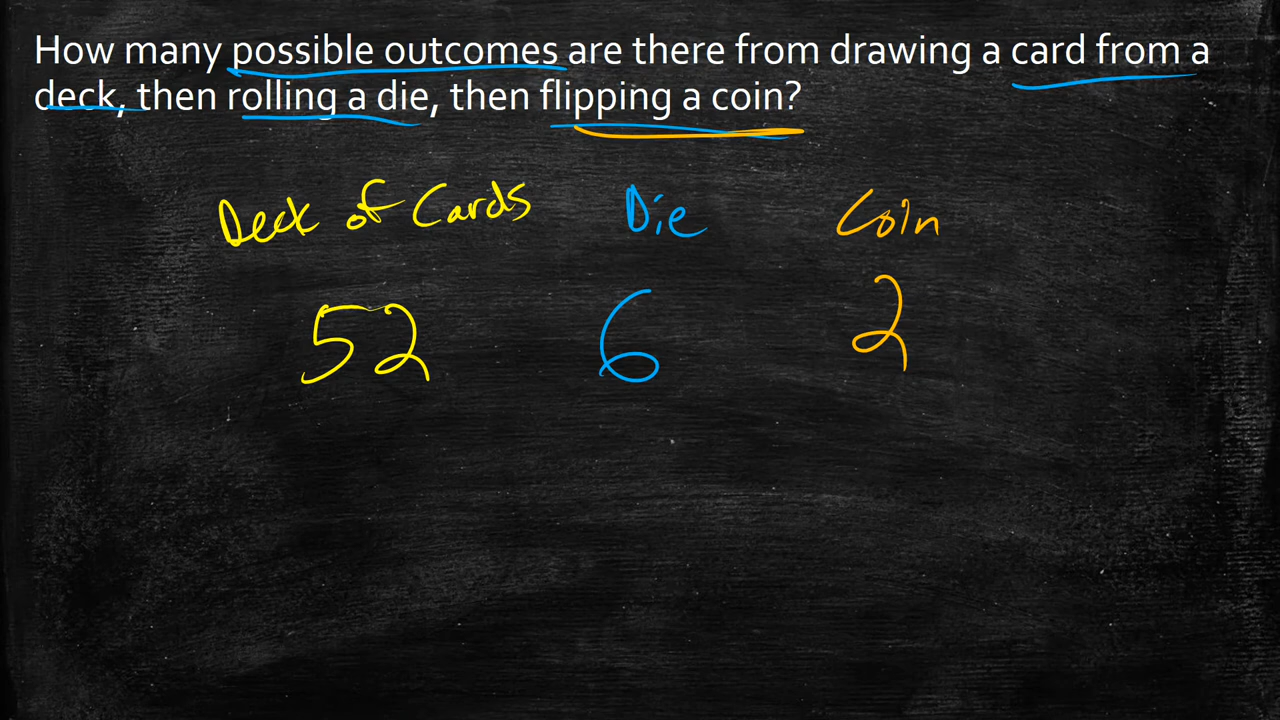 How many possible outcomes are there from drawing a card from a
deck, then rolling a die, then flipping a coin?
Deck of Cards Die Coin
52 6 2